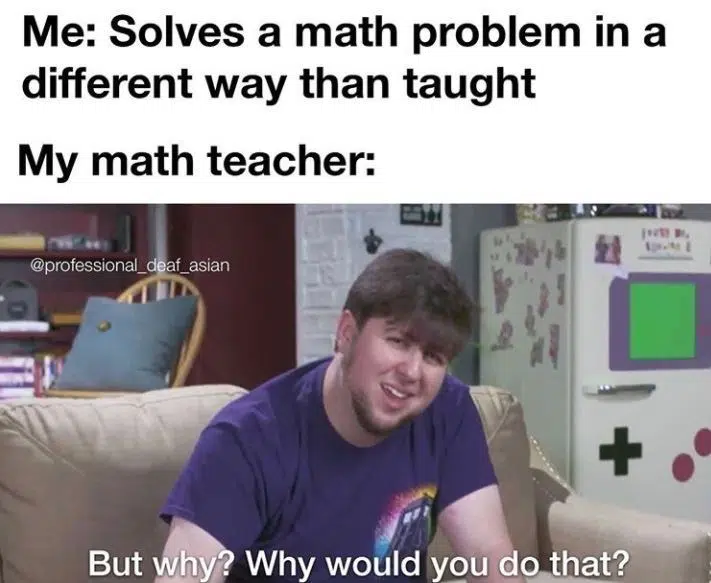 Me: Solves a math problem in a
different way than taught
My math teacher:
@professional_deaf_asian
But why? Why would you do that?